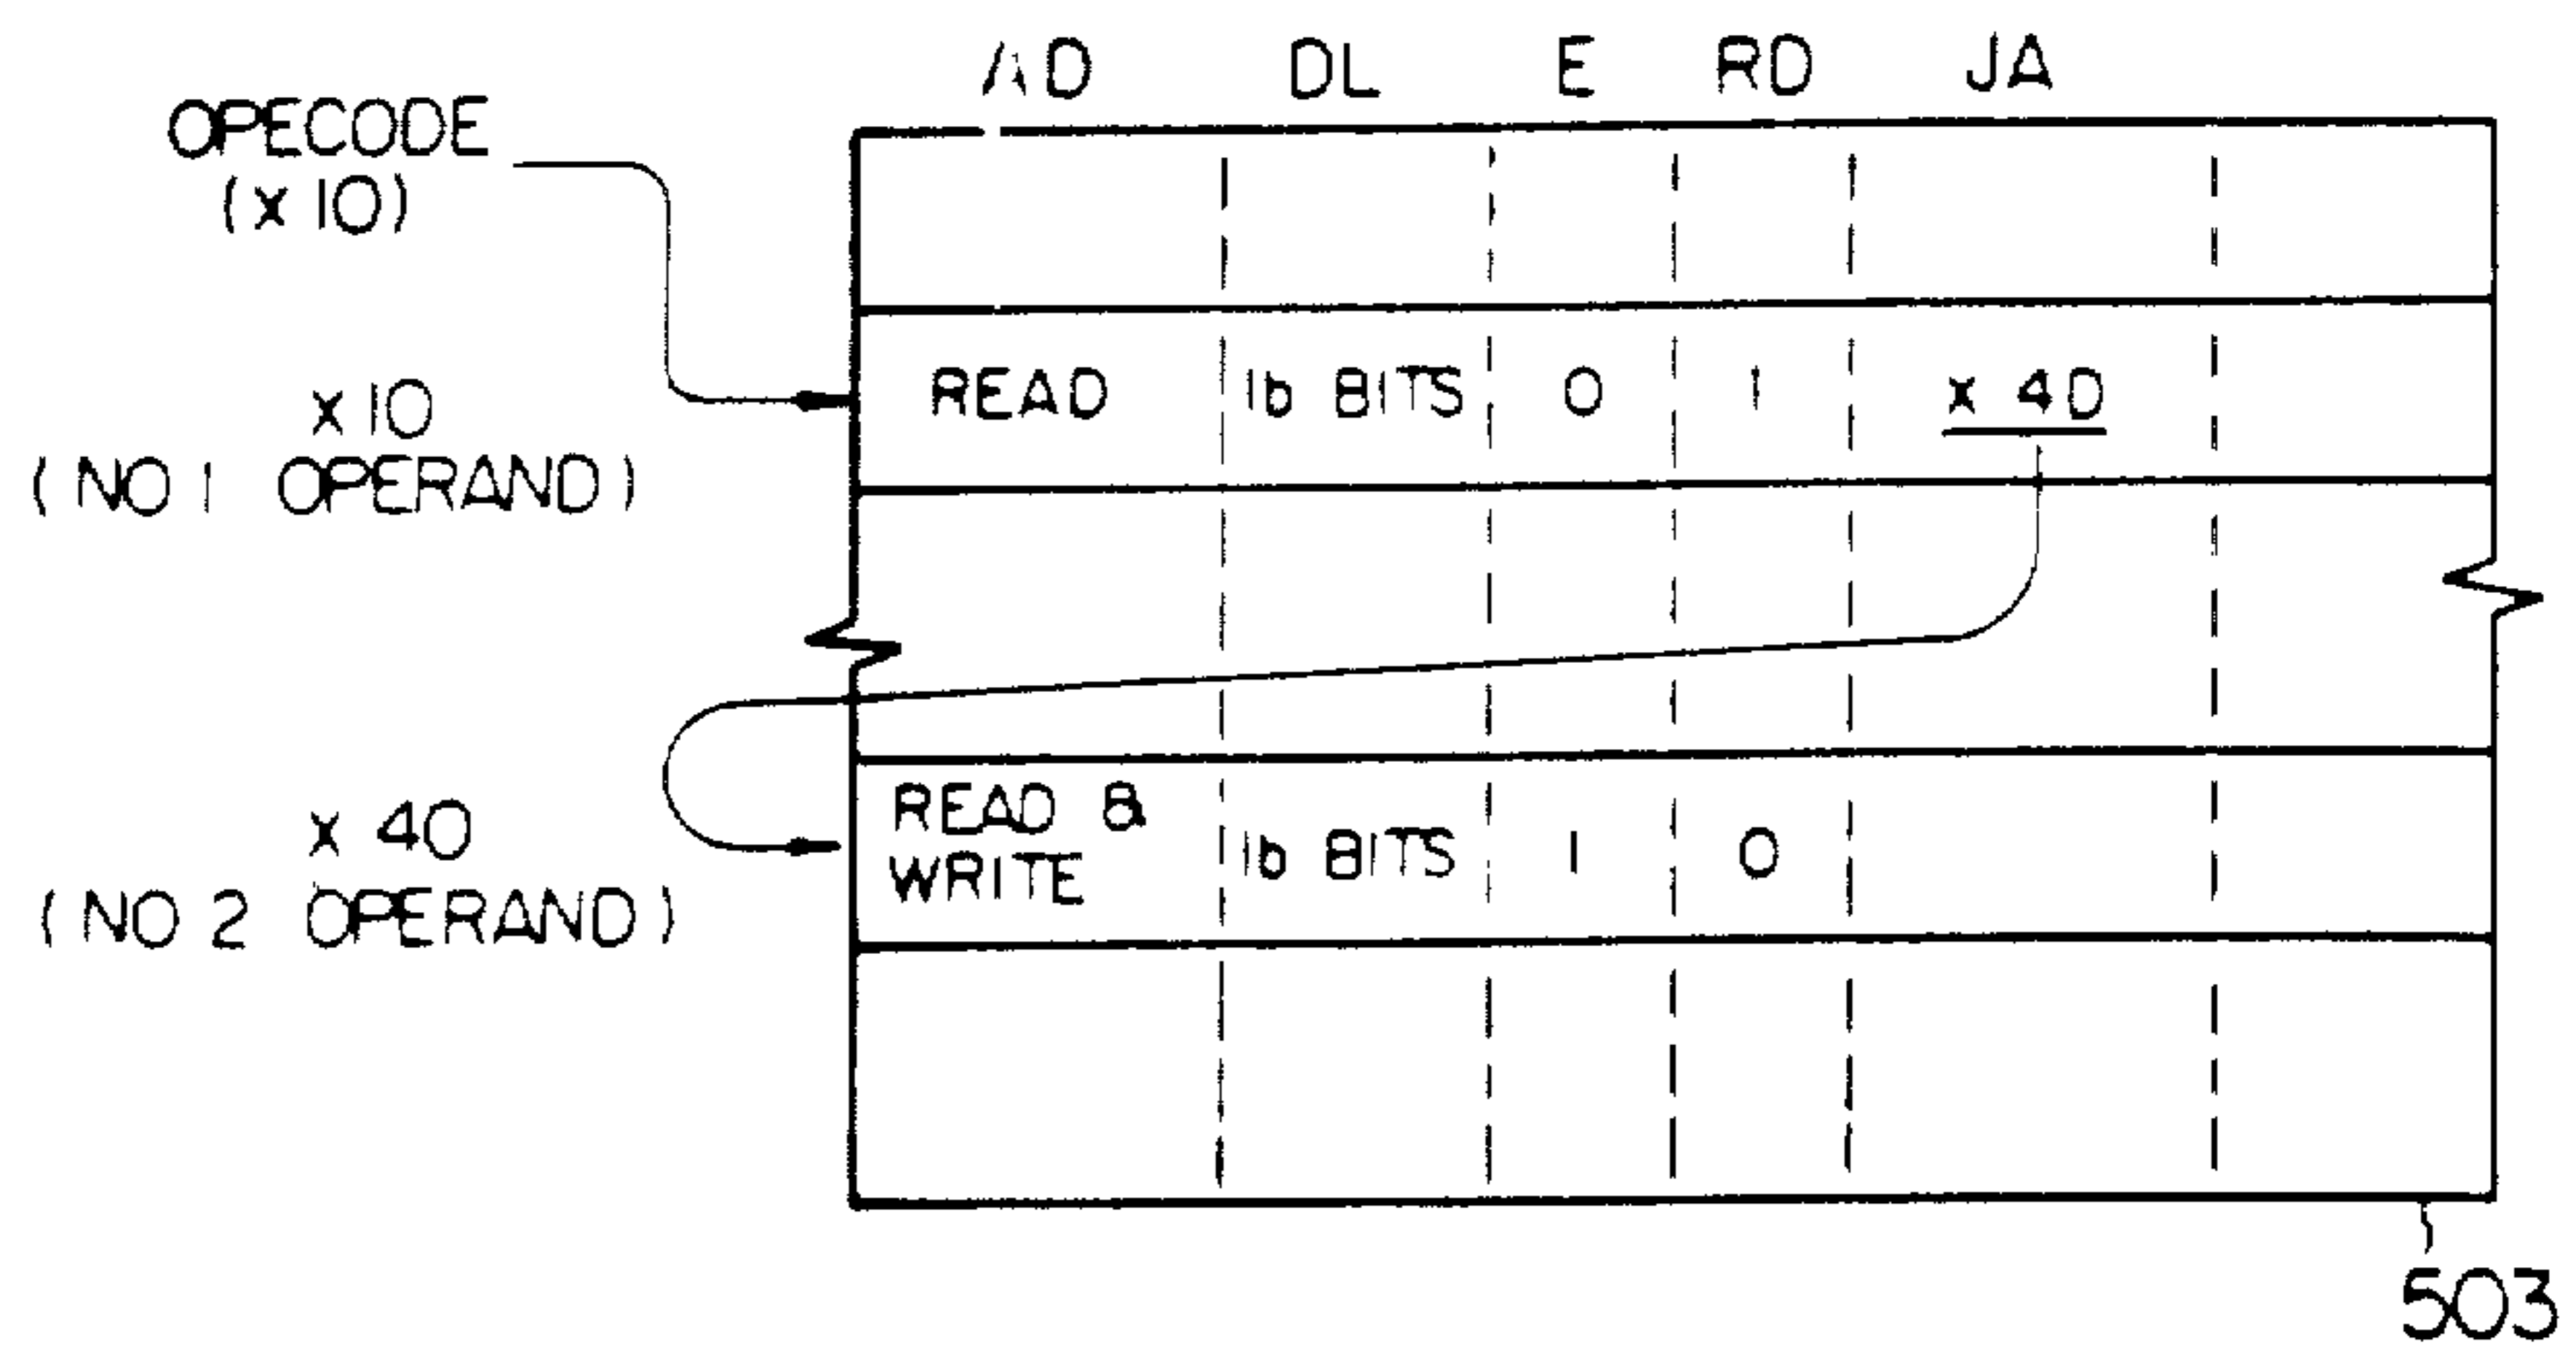 AD DL E RD JA
OPECODE
(x 10)
READ 16 BITS 0 1 x 40
x 10
(NO 1 OPERAND)
READ &
WRITE 16 BITS 1 0
x 40
(NO 2 OPERAND)
503